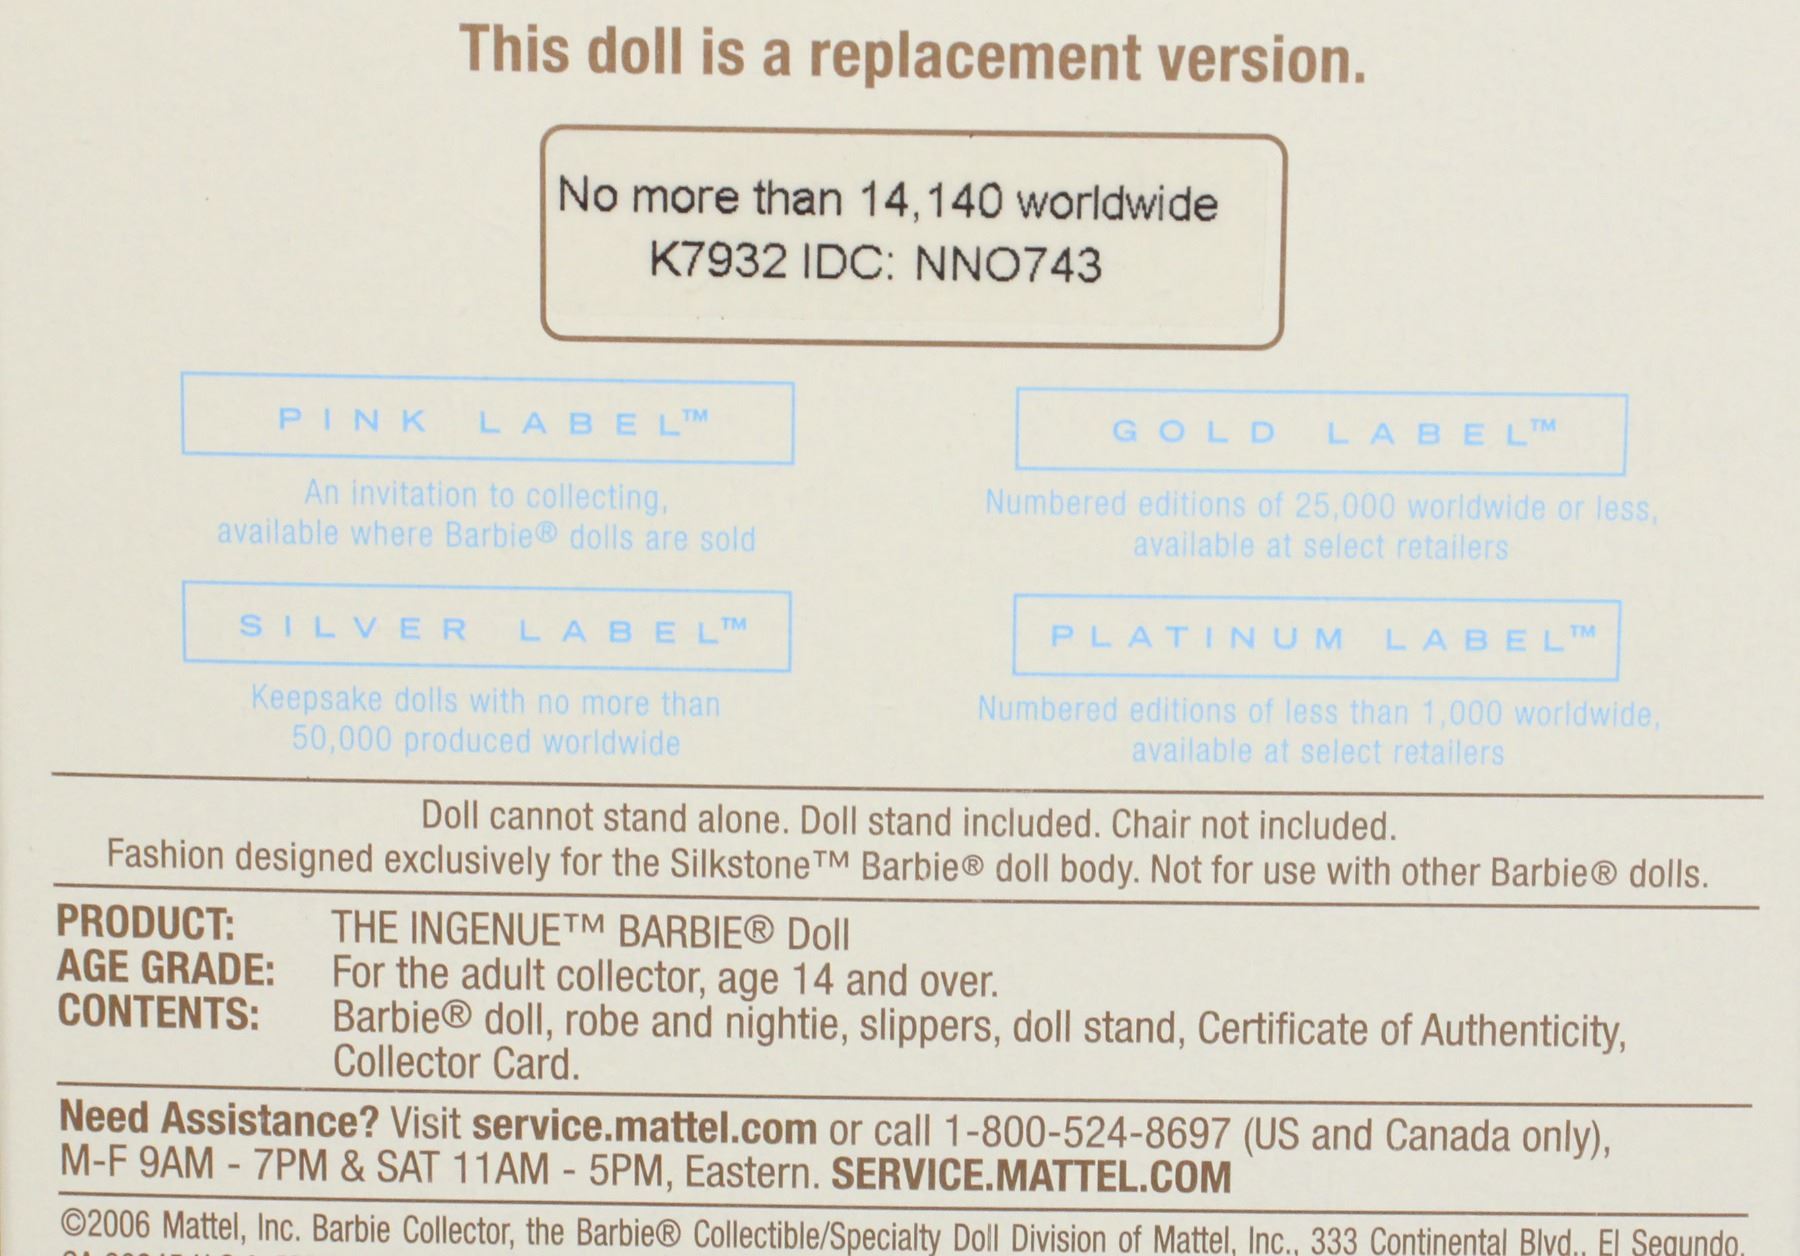 This doll is a replacement version.
No more than 14,140 worldwide
K7932 IDC: NNO743
PINK LABEL™
An invitation to collecting,
available where Barbie® dolls are sold
GOLD LABEL™
Numbered editions of 25,000 worldwide or less,
available at select retailers
SILVER LABEL™
Keepsake dolls with no more than
50,000 produced worldwide
PLATINUM LABEL™
Numbered editions of less than 1,000 worldwide,
available at select retailers
Doll cannot stand alone. Doll stand included. Chair not included.
Fashion designed exclusively for the Silkstone™ Barbie® doll body. Not for use with other Barbie® dolls.
PRODUCT: THE INGENUE™ BARBIE® Doll
AGE GRADE: For the adult collector, age 14 and over.
CONTENTS: Barbie® doll, robe and nightie, slippers, doll stand, Certificate of Authenticity,
Collector Card.
Need Assistance? Visit service.mattel.com or call 1-800-524-8697 (US and Canada only),
M-F 9AM - 7PM & SAT 11AM - 5PM, Eastern. SERVICE.MATTEL.COM
©2006 Mattel, Inc. Barbie Collector, the Barbie® Collectible/Specialty Doll Division of Mattel, Inc., 333 Continental Blvd., El Segundo,